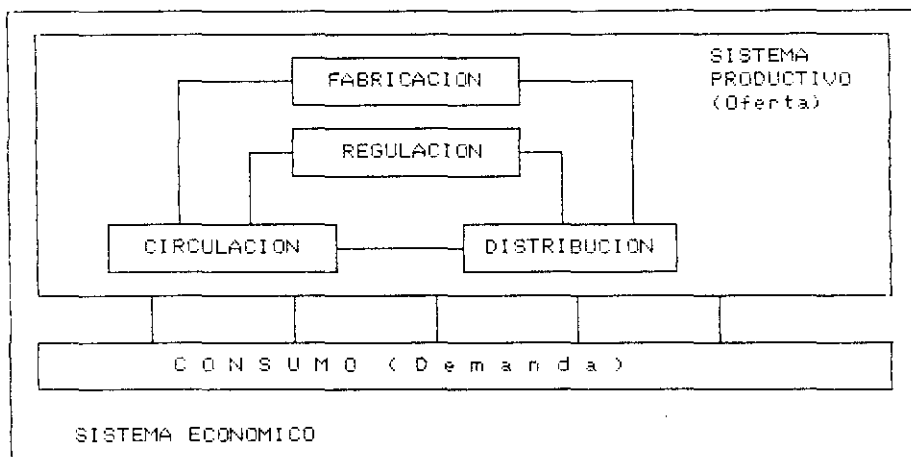 SISTEMA
PRODUCTIVO
(Oferta)
FABRICACION
REGULACION
CIRCULACION
DISTRIBUCION
C O N S U M O ( D e m a n d a )
SISTEMA ECONOMICO